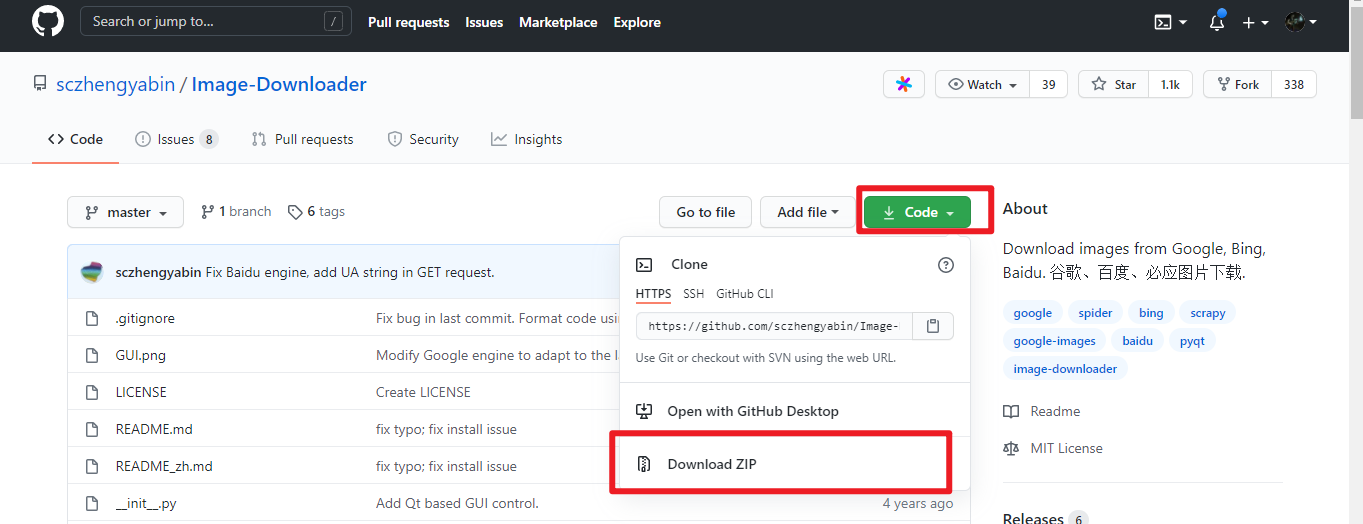 Search or jump to... / Pull requests Issues Marketplace Explore
sczhengyabin / Image-Downloader Watch 39 Star 1.1k Fork 338
Code Issues 8 Pull requests Security Insights
master 1 branch 6 tags Go to file Add file Code
sczhengyabin Fix Baidu engine, add UA string in GET request.
.gitignore Fix bug in last commit. Format code usi
GUI.png Modify Google engine to adapt to the l
LICENSE Create LICENSE
README.md fix typo; fix install issue
README_zh.md fix typo; fix install issue
__init__.py Add Qt based GUI control. 4 years ago
Clone
HTTPS SSH GitHub CLI
https://github.com/sczhengyabin/Image-
Use Git or checkout with SVN using the web URL.
Open with GitHub Desktop
Download ZIP
About
Download images from Google, Bing,
Baidu. 谷歌、百度、必应图片下载.
google spider bing scrapy
google-images baidu pyqt
image-downloader
Readme
MIT License
Releases 6